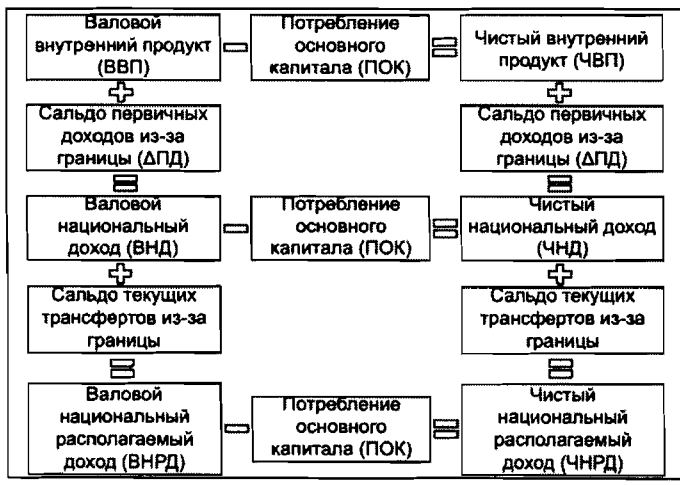 Валовой
внутренний продукт
(ВВП)
Потребление
основного
капитала (ПОК)
Чистый внутренний
продукт (ЧВП)
Сальдо первичных
доходов из-за
границы (ΔПД)
Сальдо первичных
доходов из-за
границы (ΔПД)
Валовой
национальный
доход (ВНД)
Потребление
основного
капитала (ПОК)
Чистый
национальный доход
(ЧНД)
Сальдо текущих
трансфертов из-за
границы
Сальдо текущих
трансфертов из-за
границы
Валовой
национальный
располагаемый
доход (ВНРД)
Потребление
основного
капитала (ПОК)
Чистый
национальный
располагаемый
доход (ЧНРД)